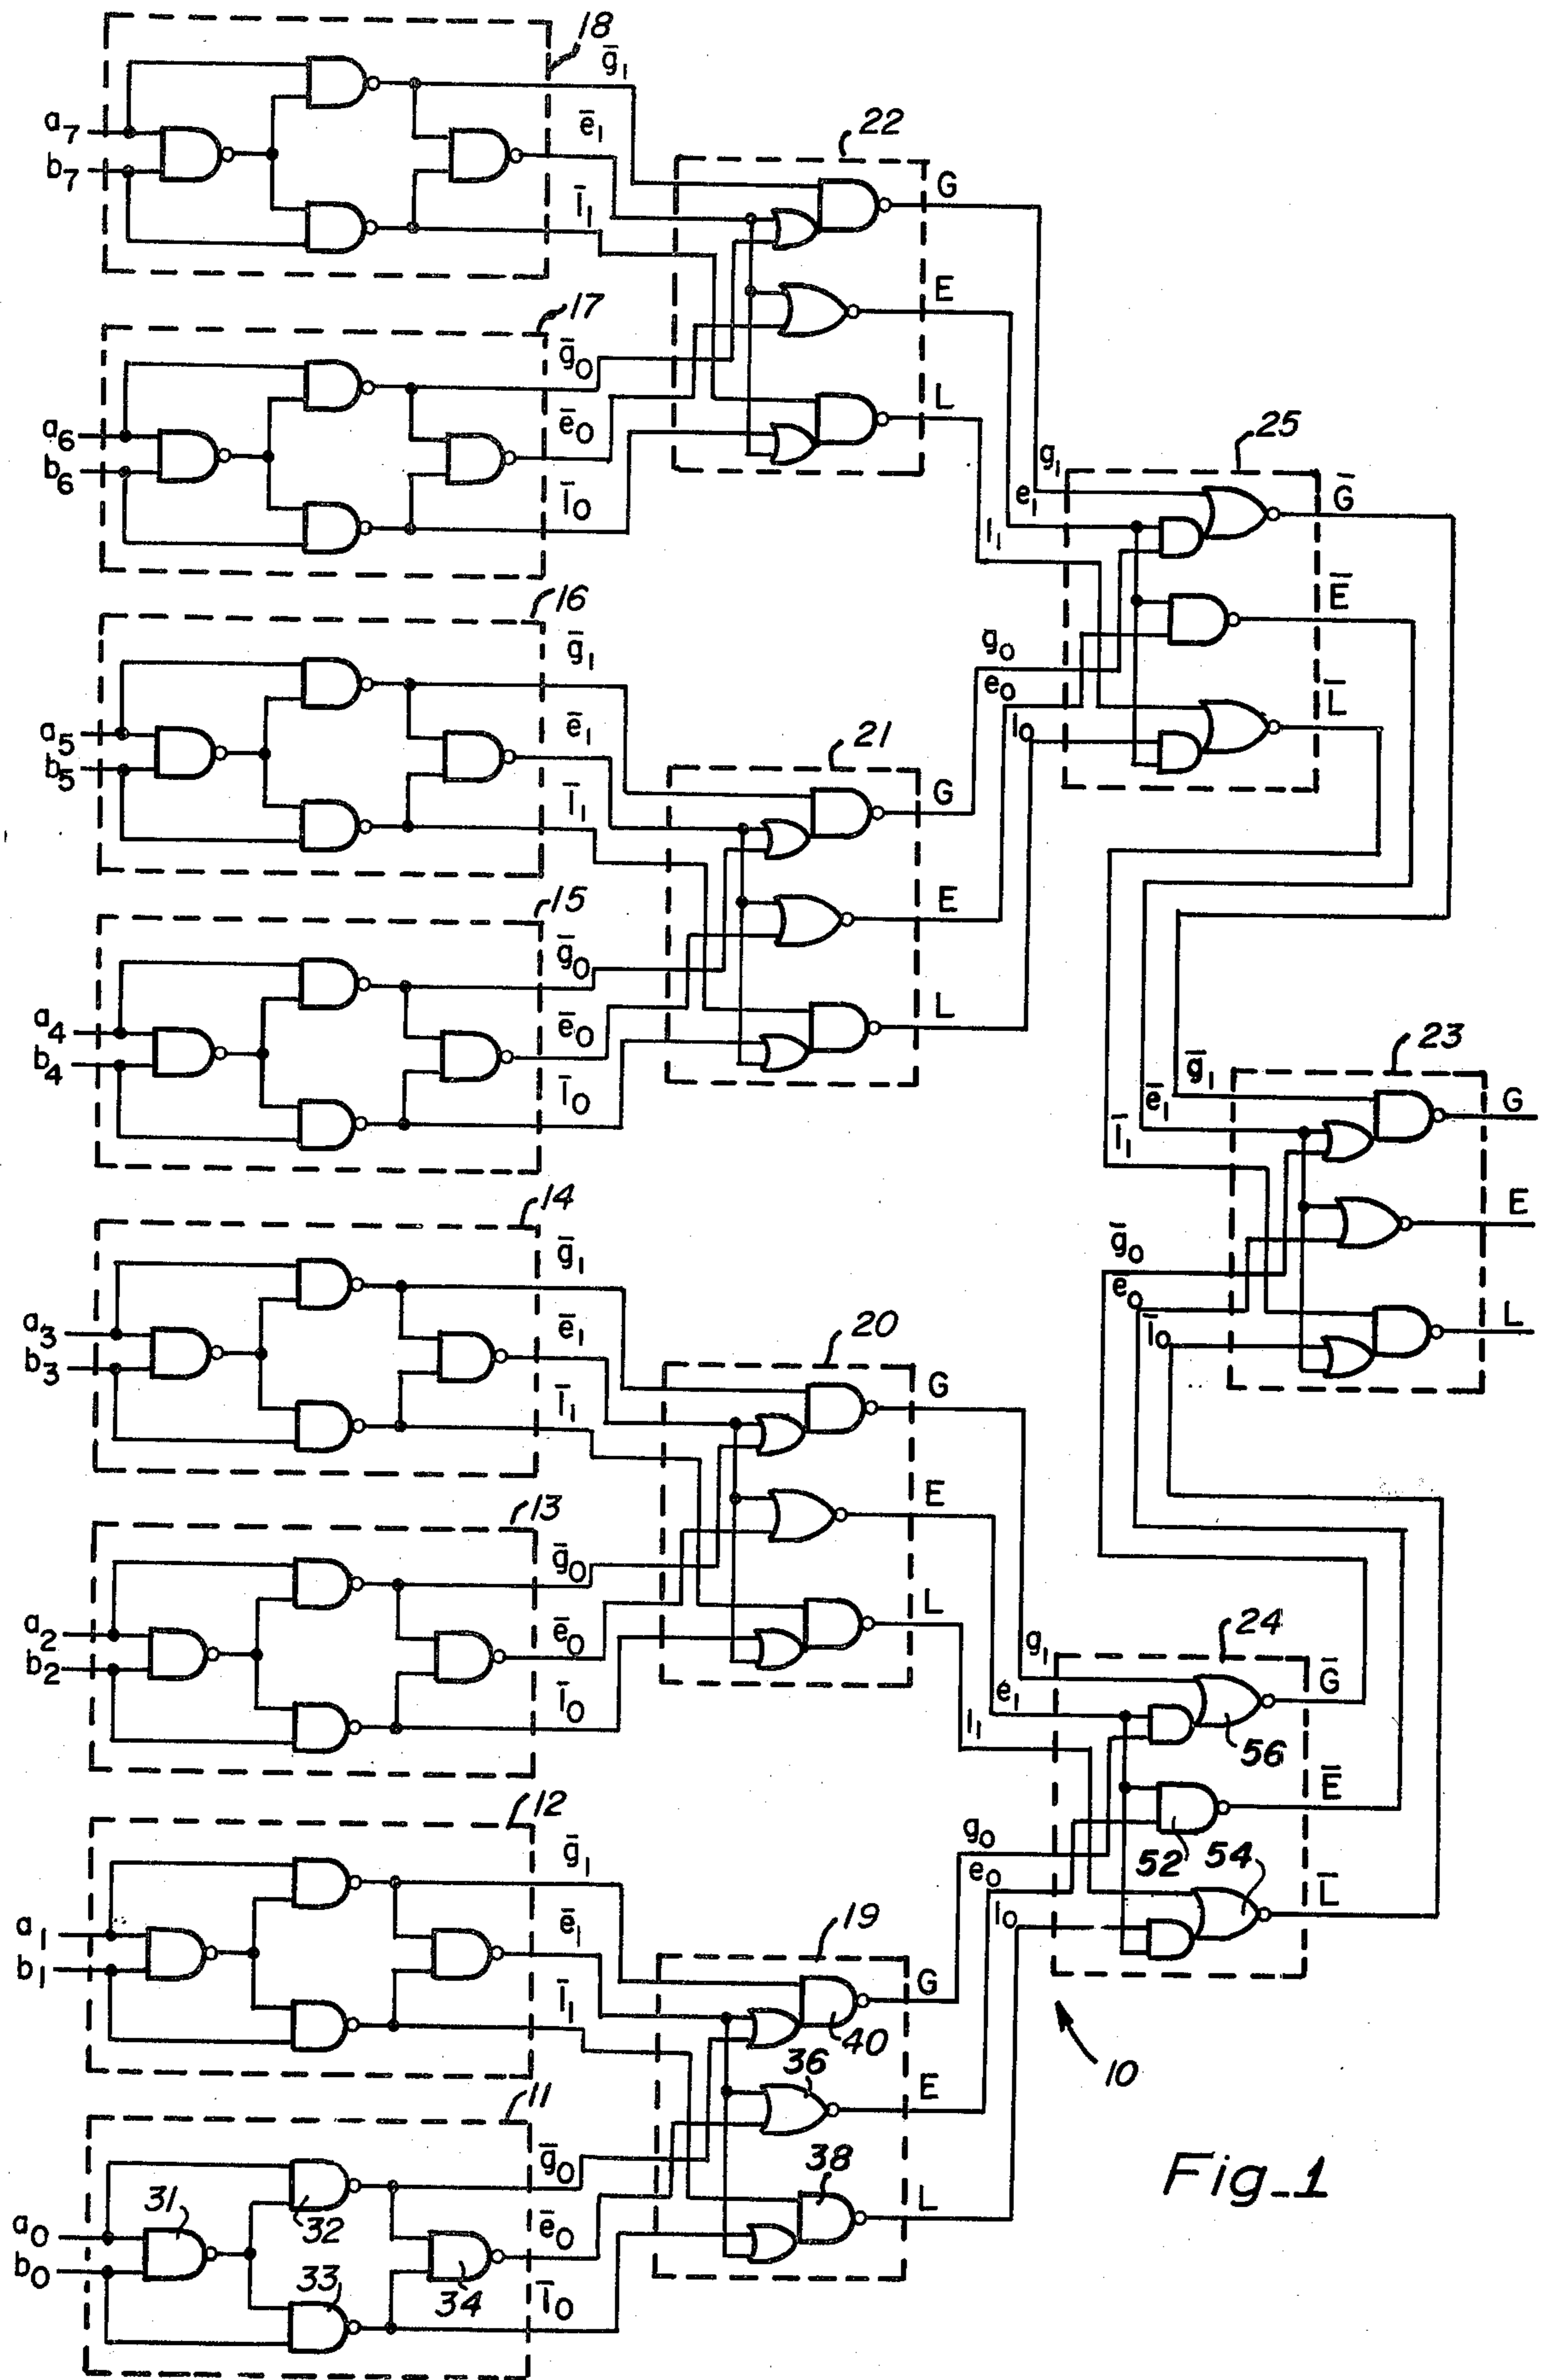 18
ḡ₁
a₇
ē₁
b₇
l̄₁
22
G
E
L
17
ḡ₀
a₆
ē₀
b₆
l̄₀
25
g₁
e₁
l₁
Ḡ
Ē
L̄
16
ḡ₁
a₅
ē₁
b₅
l̄₁
g₀
e₀
l₀
21
G
E
L
15
ḡ₀
a₄
ē₀
b₄
l̄₀
23
ḡ₁
ē₁
l̄₁
G
E
L
ḡ₀
e̅₀
l̄₀
14
ḡ₁
a₃
ē₁
b₃
l̄₁
20
G
E
L
13
ḡ₀
a₂
ē₀
b₂
l̄₀
24
g₁
e₁
l₁
Ḡ
56
Ē
52
54
L̄
12
ḡ₁
a₁
ē₁
b₁
l̄₁
g₀
e₀
l₀
19
G
40
36
E
38
L
10
11
ḡ₀
31
32
a₀
ē₀
b₀
33
34
l̄₀
Fig_1